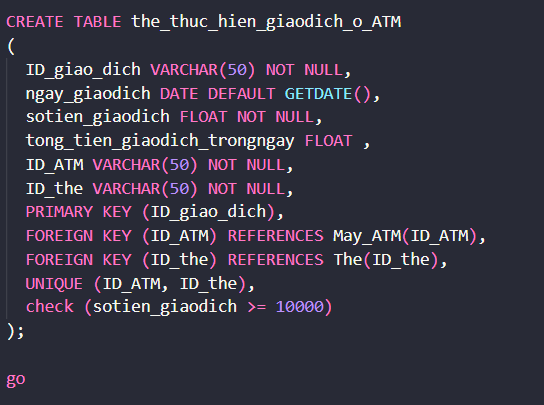 CREATE TABLE the_thuc_hien_giaodich_o_ATM
(
ID_giao_dich VARCHAR(50) NOT NULL,
ngay_giaodich DATE DEFAULT GETDATE(),
sotien_giaodich FLOAT NOT NULL,
tong_tien_giaodich_trongngay FLOAT ,
ID_ATM VARCHAR(50) NOT NULL,
ID_the VARCHAR(50) NOT NULL,
PRIMARY KEY (ID_giao_dich),
FOREIGN KEY (ID_ATM) REFERENCES May_ATM(ID_ATM),
FOREIGN KEY (ID_the) REFERENCES The(ID_the),
UNIQUE (ID_ATM, ID_the),
check (sotien_giaodich >= 10000)
);
go